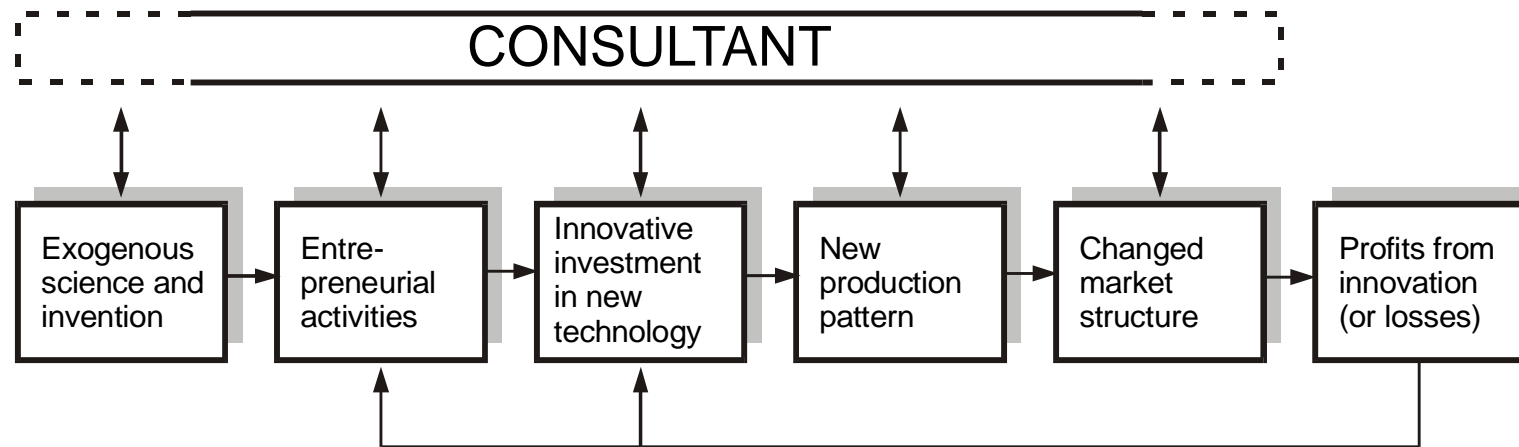 CONSULTANT
Exogenous
science and
invention
Entre-
preneurial
activities
Innovative
investment
in new
technology
New
production
pattern
Changed
market
structure
Profits from
innovation
(or losses)